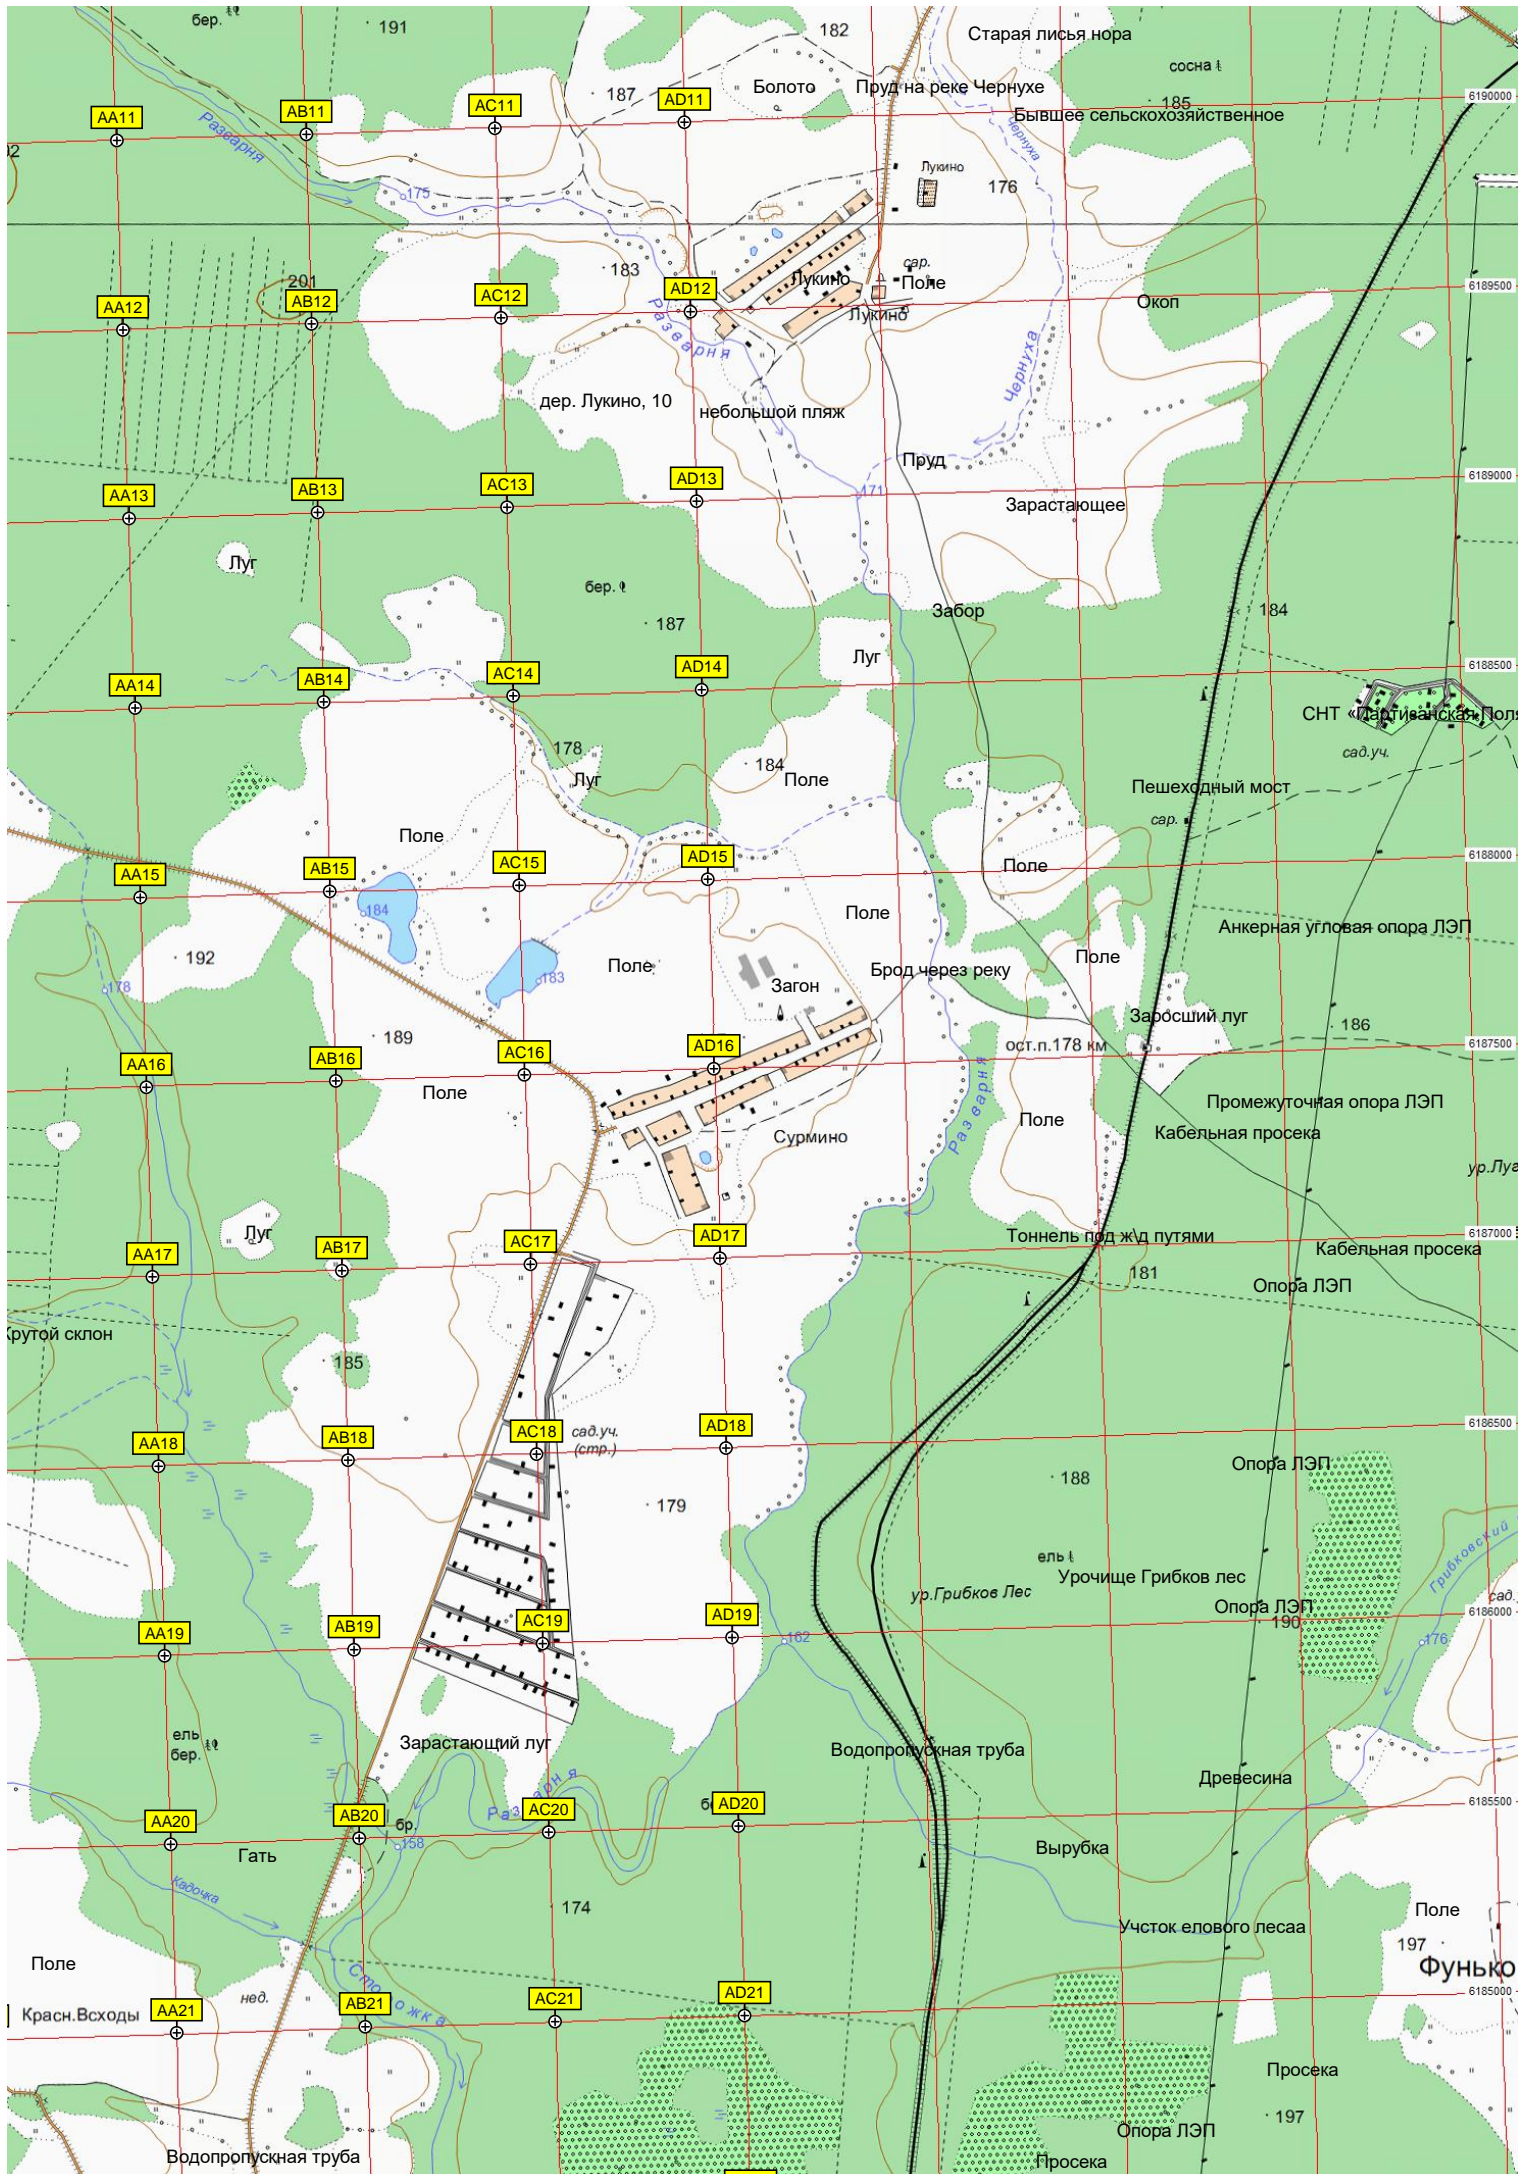 бер.
191
182
Старая лисья нора
сосна
187
Болото
Пруд на реке Чернухе
185
6190000
Бывшее сельскохозяйственное
AA11
AB11
AC11
AD11
Разварня
Чернуха
02
175
Лукино
176
201
183
сар.
Лукино
Поле
6189500
AA12
AB12
AC12
AD12
Окоп
Лукино
Разварня
Чернуха
дер. Лукино, 10
небольшой пляж
Пруд
6189000
AA13
AB13
AC13
AD13
171
Зарастающее
Луг
бер.
187
Забор
184
Луг
6188500
AA14
AB14
AC14
AD14
СНТ «Партизанская Поля
178
сад.уч.
184
Луг
Поле
Пешеходный мост
сар.
Поле
6188000
AA15
AB15
AC15
AD15
Поле
184
Поле
Анкерная угловая опора ЛЭП
192
Поле
183
Брод через реку
Поле
178
Загон
Заросший луг
186
189
ост.п.178 км
6187500
AA16
AB16
AC16
AD16
Поле
Разварня
Промежуточная опора ЛЭП
Поле
Кабельная просека
Сурмино
ур.Луг
Луг
6187000
AA17
AB17
AC17
AD17
Тоннель под ж\д путями
Кабельная просека
181
Опора ЛЭП
Крутой склон
185
6186500
AA18
AB18
AC18
AD18
сад.уч.
(стр.)
Опора ЛЭП
188
179
Грибковский
ель
Урочище Грибков лес
ур.Грибков Лес
сад.
Опора ЛЭП
6186000
190
AA19
AB19
AC19
AD19
162
176
ель
бер.
Зарастающий луг
Водопропускная труба
Древесина
Разварня
6185500
AA20
AB20
AC20
AD20
бр.
158
Гать
Вырубка
Кадочка
174
Поле
Учсток елового лесаа
197
Поле
Фунько
Сторожка
нед.
6185000
Красн.Всходы
AA21
AB21
AC21
AD21
Просека
197
Опора ЛЭП
Водопропускная труба
Просека